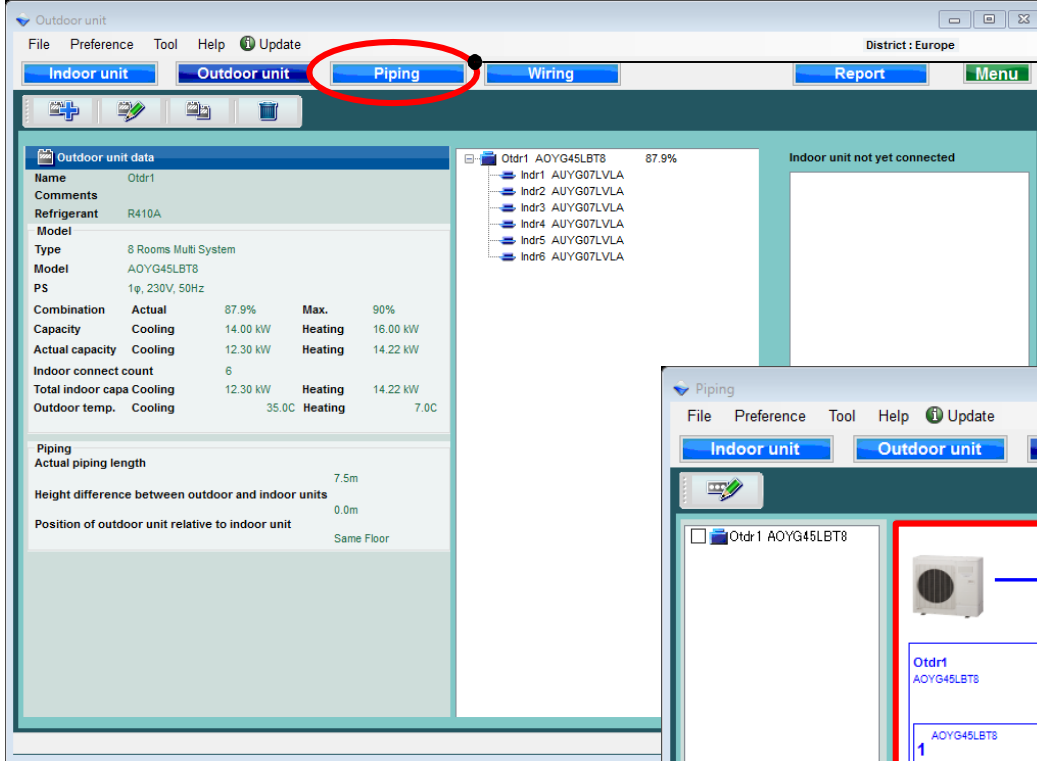 Outdoor unit
File Preference Tool Help Update
District : Europe
Indoor unit Outdoor unit Piping Wiring Report Menu
Outdoor unit data
Name Otdr1
Comments
Refrigerant R410A
Model
Type 8 Rooms Multi System
Model AOYG45LBT8
PS 1φ, 230V, 50Hz
Combination Actual 87.9% Max. 90%
Capacity Cooling 14.00 kW Heating 16.00 kW
Actual capacity Cooling 12.30 kW Heating 14.22 kW
Indoor connect count 6
Total indoor capa Cooling 12.30 kW Heating 14.22 kW
Outdoor temp. Cooling 35.0C Heating 7.0C
Piping
Actual piping length
7.5m
Height difference between outdoor and indoor units
0.0m
Position of outdoor unit relative to indoor unit
Same Floor
Otdr1 AOYG45LBT8 87.9%
Indr1 AUYG07LVLA
Indr2 AUYG07LVLA
Indr3 AUYG07LVLA
Indr4 AUYG07LVLA
Indr5 AUYG07LVLA
Indr6 AUYG07LVLA
Indoor unit not yet connected
Piping
File Preference Tool Help Update
Indoor unit Outdoor unit
Otdr1 AOYG45LBT8
Otdr1
AOYG45LBT8
AOYG45LBT8
1